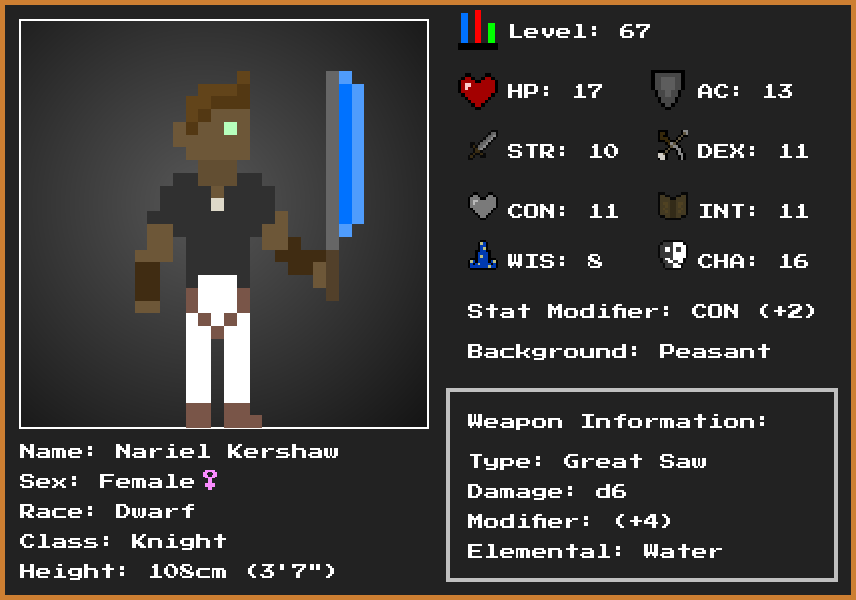 Level: 67
HP: 17
AC: 13
STR: 10
DEX: 11
CON: 11
INT: 11
WIS: 8
CHA: 16
Stat Modifier: CON (+2)
Background: Peasant
Weapon Information:
Type: Great Saw
Damage: d6
Modifier: (+4)
Elemental: Water
Name: Nariel Kershaw
Sex: Female♀
Race: Dwarf
Class: Knight
Height: 108cm (3'7")